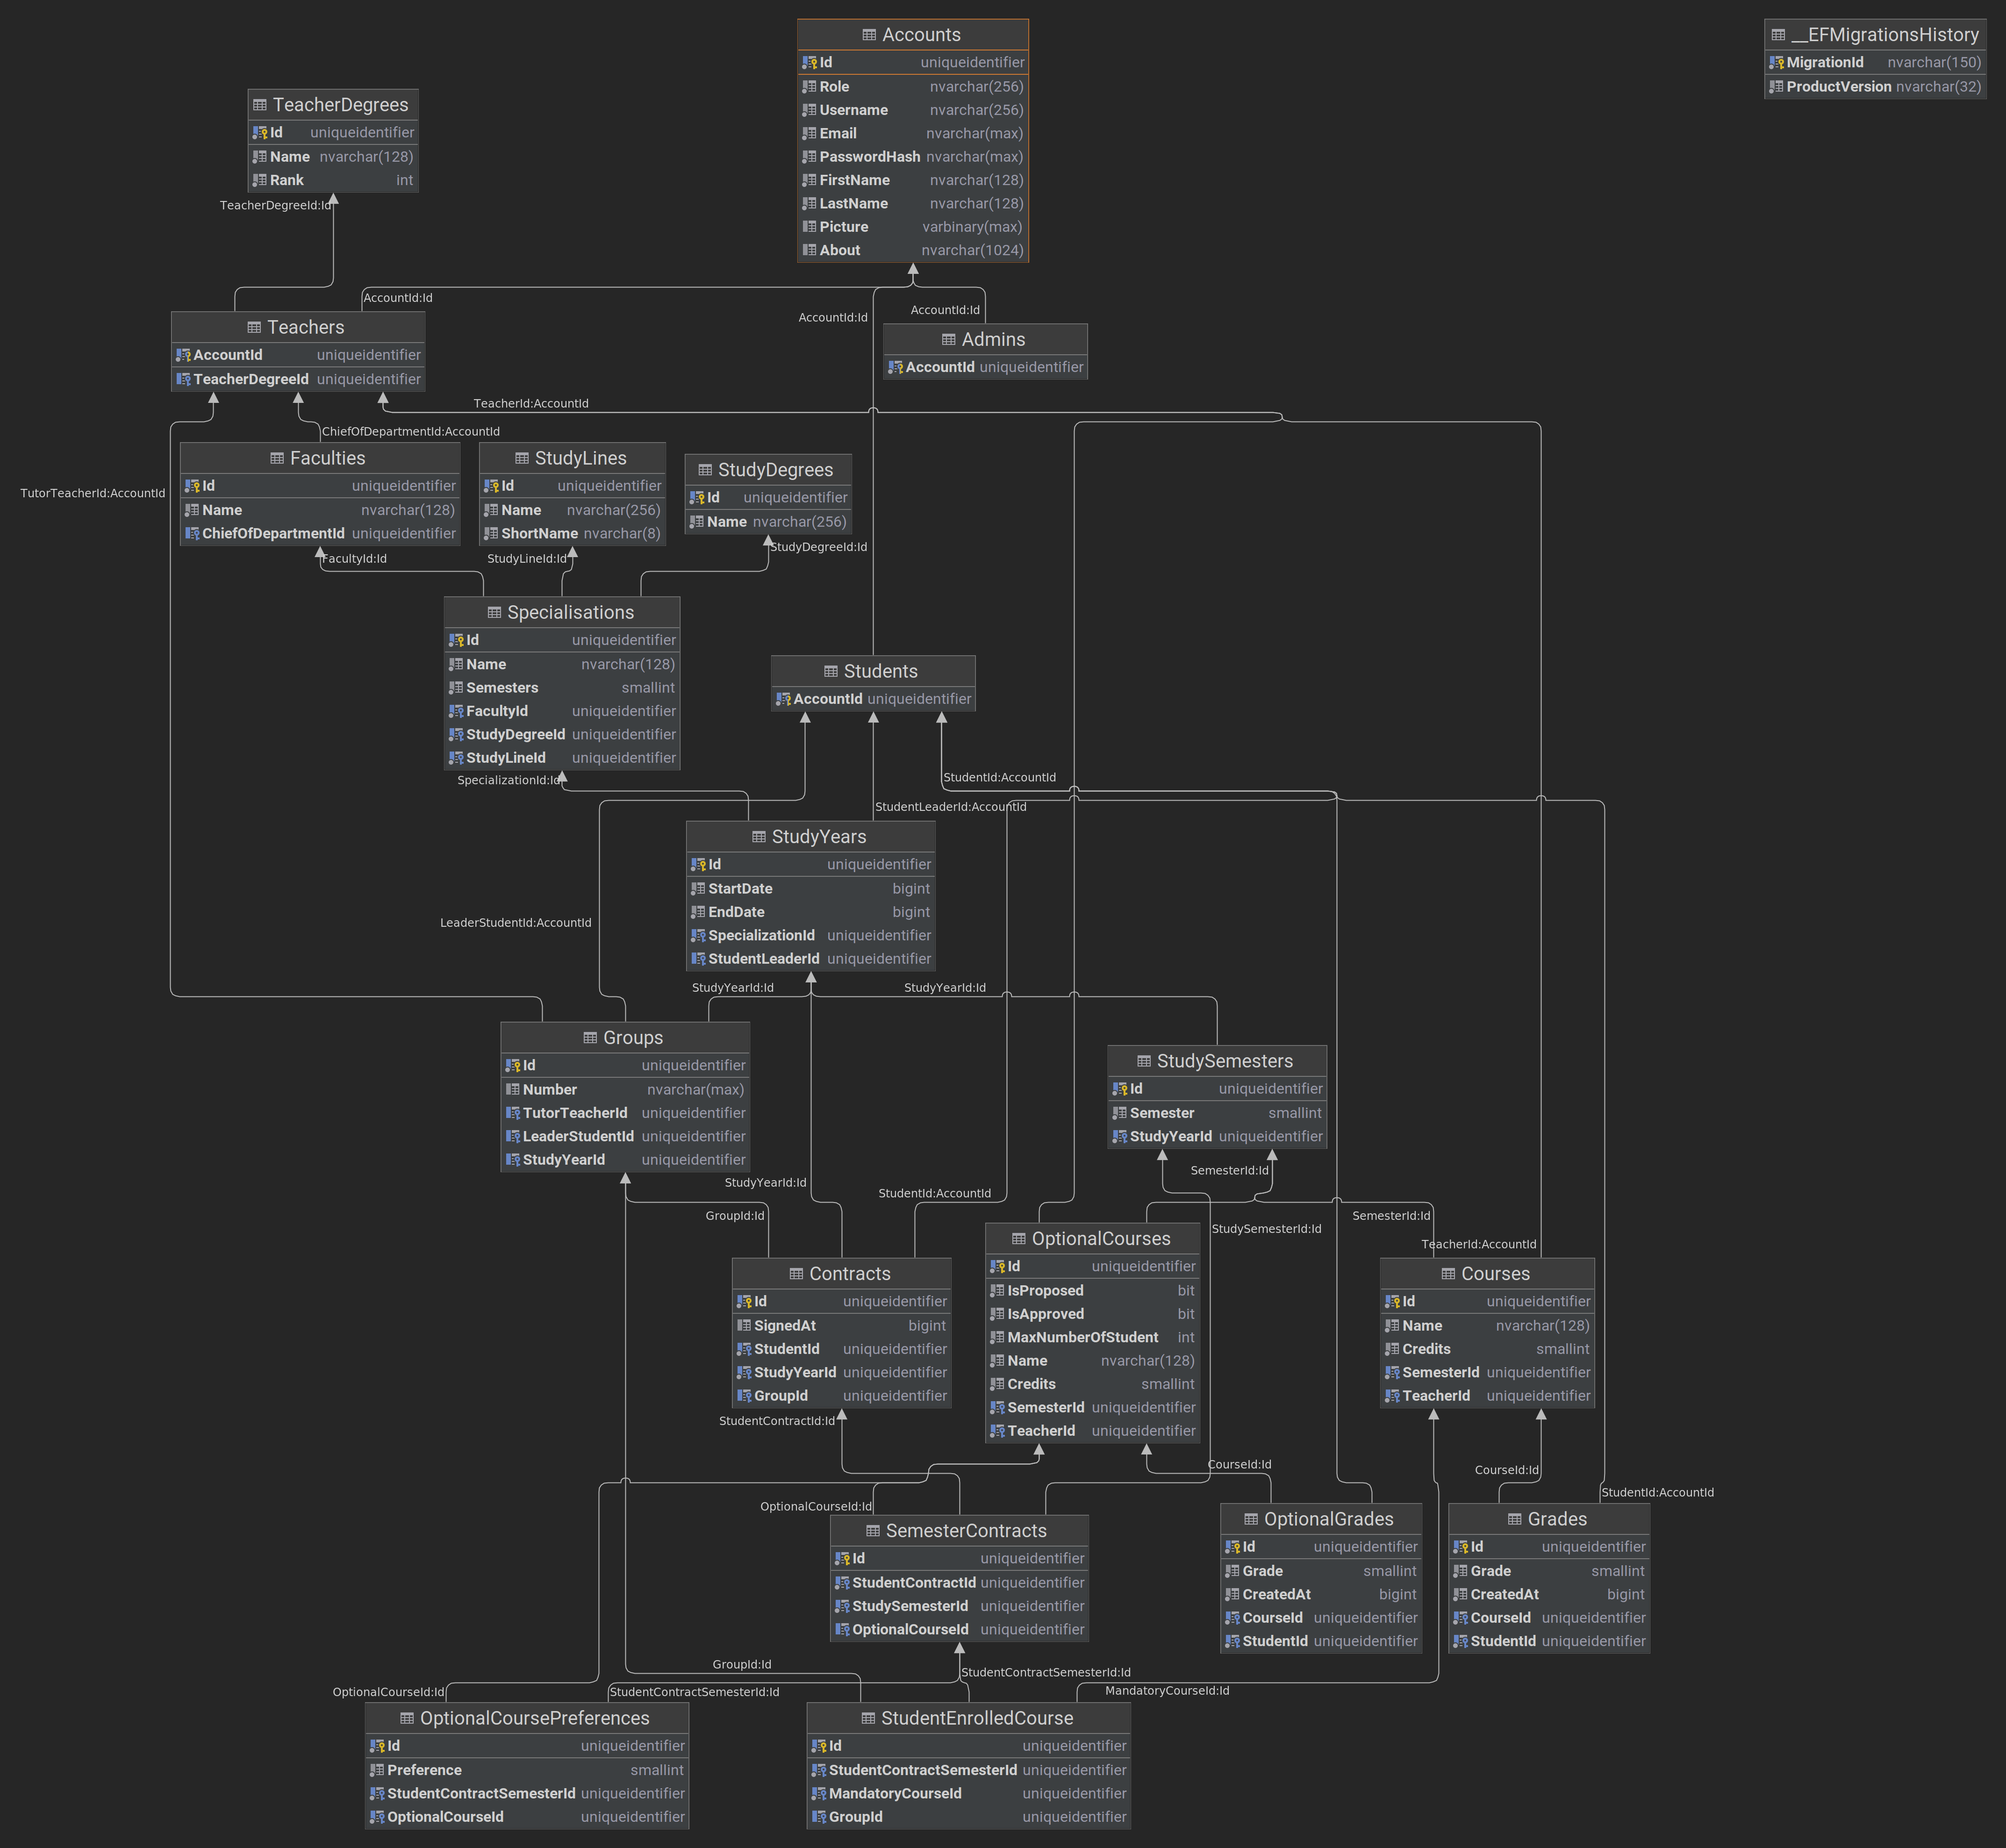 Accounts
Id uniqueidentifier
Role nvarchar(256)
Username nvarchar(256)
Email nvarchar(max)
PasswordHash nvarchar(max)
FirstName nvarchar(128)
LastName nvarchar(128)
Picture varbinary(max)
About nvarchar(1024)
__EFMigrationsHistory
MigrationId nvarchar(150)
ProductVersion nvarchar(32)
TeacherDegrees
Id uniqueidentifier
Name nvarchar(128)
Rank int
TeacherDegreeId:Id
AccountId:Id
AccountId:Id
AccountId:Id
Teachers
AccountId uniqueidentifier
TeacherDegreeId uniqueidentifier
Admins
AccountId uniqueidentifier
TeacherId:AccountId
ChiefOfDepartmentId:AccountId
TutorTeacherId:AccountId
Faculties
Id uniqueidentifier
Name nvarchar(128)
ChiefOfDepartmentId uniqueidentifier
StudyLines
Id uniqueidentifier
Name nvarchar(256)
ShortName nvarchar(8)
StudyDegrees
Id uniqueidentifier
Name nvarchar(256)
FacultyId:Id
StudyLineId:Id
StudyDegreeId:Id
Specialisations
Id uniqueidentifier
Name nvarchar(128)
Semesters smallint
FacultyId uniqueidentifier
StudyDegreeId uniqueidentifier
StudyLineId uniqueidentifier
Students
AccountId uniqueidentifier
SpecializationId:Id
StudentId:AccountId
StudentLeaderId:AccountId
StudyYears
Id uniqueidentifier
StartDate bigint
EndDate bigint
SpecializationId uniqueidentifier
StudentLeaderId uniqueidentifier
LeaderStudentId:AccountId
StudyYearId:Id
StudyYearId:Id
Groups
Id uniqueidentifier
Number nvarchar(max)
TutorTeacherId uniqueidentifier
LeaderStudentId uniqueidentifier
StudyYearId uniqueidentifier
StudySemesters
Id uniqueidentifier
Semester smallint
StudyYearId uniqueidentifier
SemesterId:Id
StudyYearId:Id
StudentId:AccountId
GroupId:Id
StudySemesterId:Id
SemesterId:Id
TeacherId:AccountId
Contracts
Id uniqueidentifier
SignedAt bigint
StudentId uniqueidentifier
StudyYearId uniqueidentifier
GroupId uniqueidentifier
OptionalCourses
Id uniqueidentifier
IsProposed bit
IsApproved bit
MaxNumberOfStudent int
Name nvarchar(128)
Credits smallint
SemesterId uniqueidentifier
TeacherId uniqueidentifier
Courses
Id uniqueidentifier
Name nvarchar(128)
Credits smallint
SemesterId uniqueidentifier
TeacherId uniqueidentifier
StudentContractId:Id
CourseId:Id
CourseId:Id
StudentId:AccountId
OptionalCourseId:Id
SemesterContracts
Id uniqueidentifier
StudentContractId uniqueidentifier
StudySemesterId uniqueidentifier
OptionalCourseId uniqueidentifier
OptionalGrades
Id uniqueidentifier
Grade smallint
CreatedAt bigint
CourseId uniqueidentifier
StudentId uniqueidentifier
Grades
Id uniqueidentifier
Grade smallint
CreatedAt bigint
CourseId uniqueidentifier
StudentId uniqueidentifier
GroupId:Id
StudentContractSemesterId:Id
OptionalCourseId:Id
StudentContractSemesterId:Id
MandatoryCourseId:Id
OptionalCoursePreferences
Id uniqueidentifier
Preference smallint
StudentContractSemesterId uniqueidentifier
OptionalCourseId uniqueidentifier
StudentEnrolledCourse
Id uniqueidentifier
StudentContractSemesterId uniqueidentifier
MandatoryCourseId uniqueidentifier
GroupId uniqueidentifier